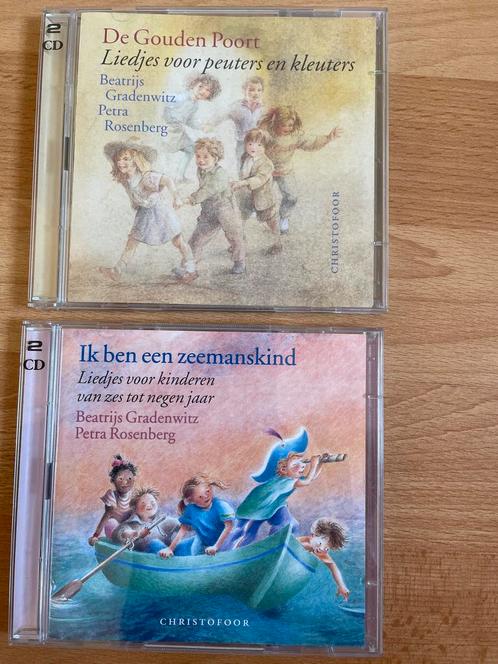 2
CD
De Gouden Poort
Liedjes voor peuters en kleuters
Beatrijs
Gradenwitz
Petra
Rosenberg
CHRISTOFOOR
2
CD
Ik ben een zeemanskind
Liedjes voor kinderen
van zes tot negen jaar
Beatrijs Gradenwitz
Petra Rosenberg
CHRISTOFOOR